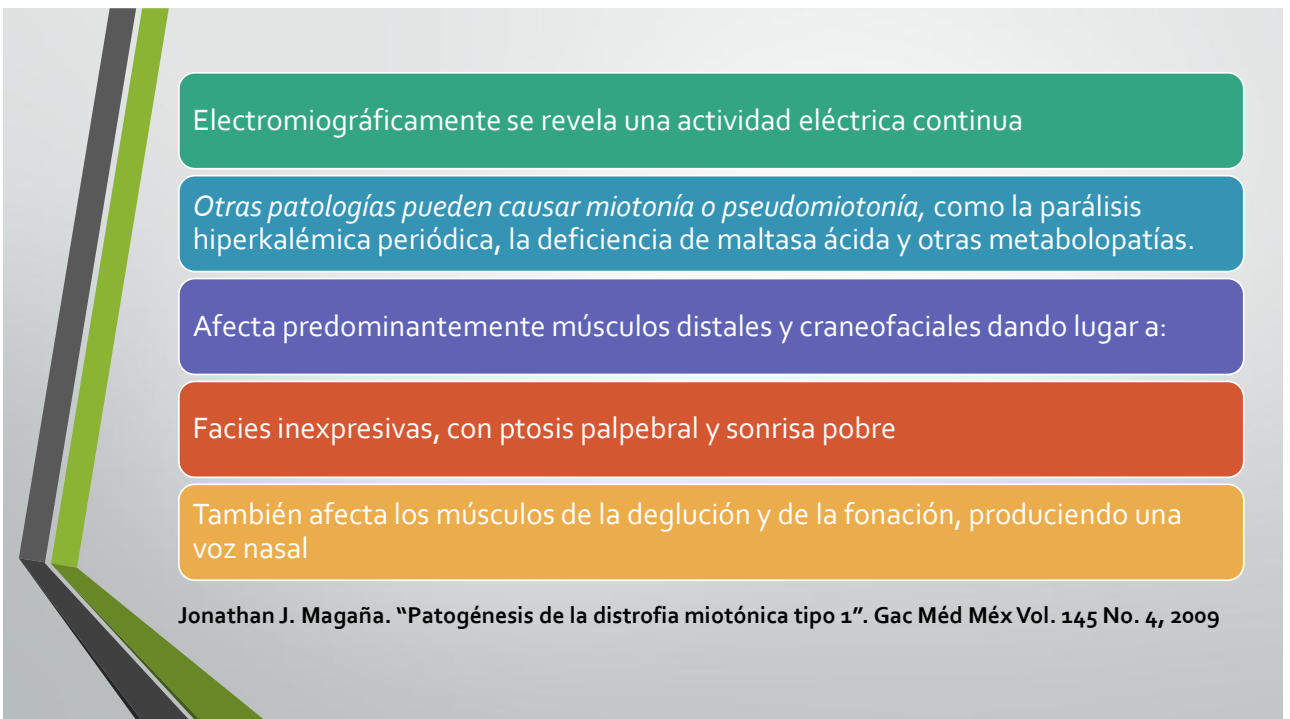 Electromiográficamente se revela una actividad eléctrica continua
Otras patologías pueden causar miotonía o pseudomiotonía, como la parálisis
hiperkalémica periódica, la deficiencia de maltasa ácida y otras metabolopatías.
Afecta predominantemente músculos distales y craneofaciales dando lugar a:
Facies inexpresivas, con ptosis palpebral y sonrisa pobre
También afecta los músculos de la deglución y de la fonación, produciendo una
voz nasal
Jonathan J. Magaña. “Patogénesis de la distrofia miotónica tipo 1”. Gac Méd Méx Vol. 145 No. 4, 2009